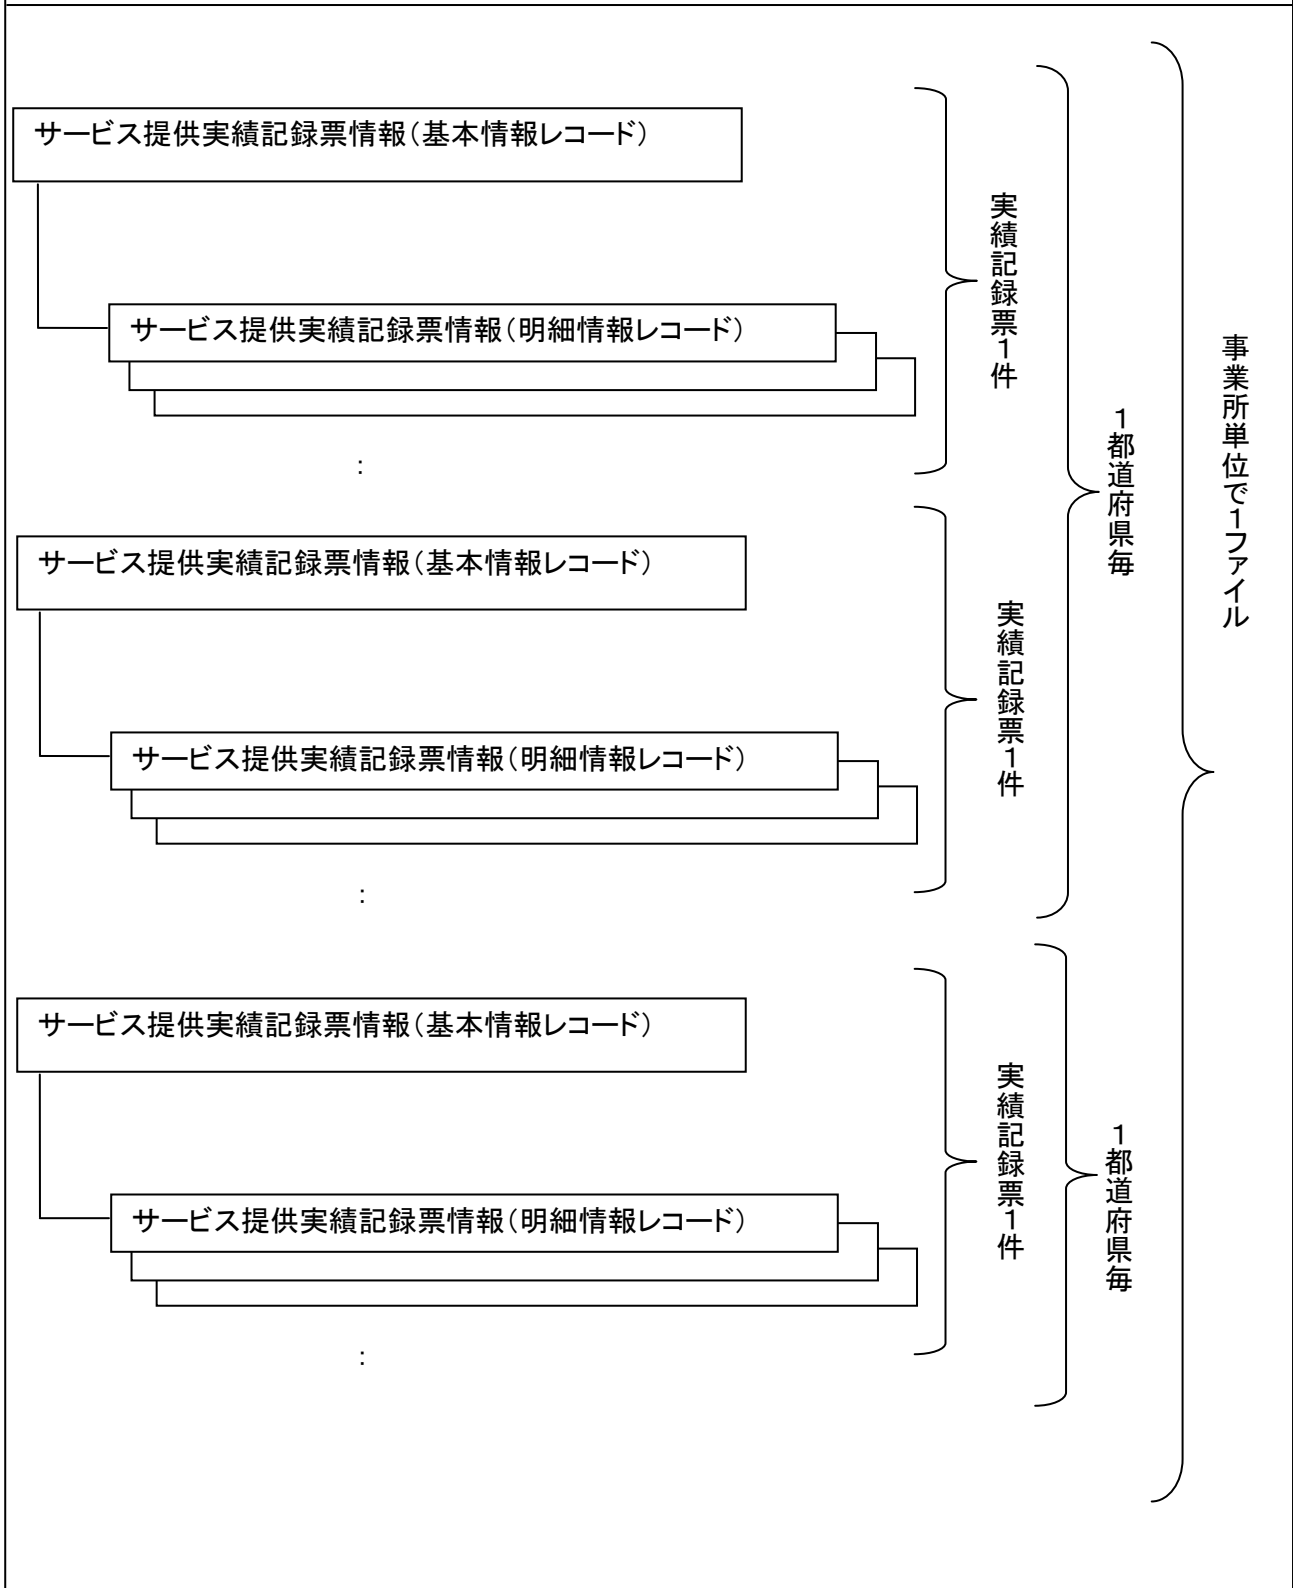 サービス提供実績記録票情報（基本情報レコード）
サービス提供実績記録票情報（明細情報レコード）
：
実績記録票１件
サービス提供実績記録票情報（基本情報レコード）
サービス提供実績記録票情報（明細情報レコード）
：
実績記録票１件
１都道府県毎
サービス提供実績記録票情報（基本情報レコード）
サービス提供実績記録票情報（明細情報レコード）
：
実績記録票１件
１都道府県毎
事業所単位で１ファイル